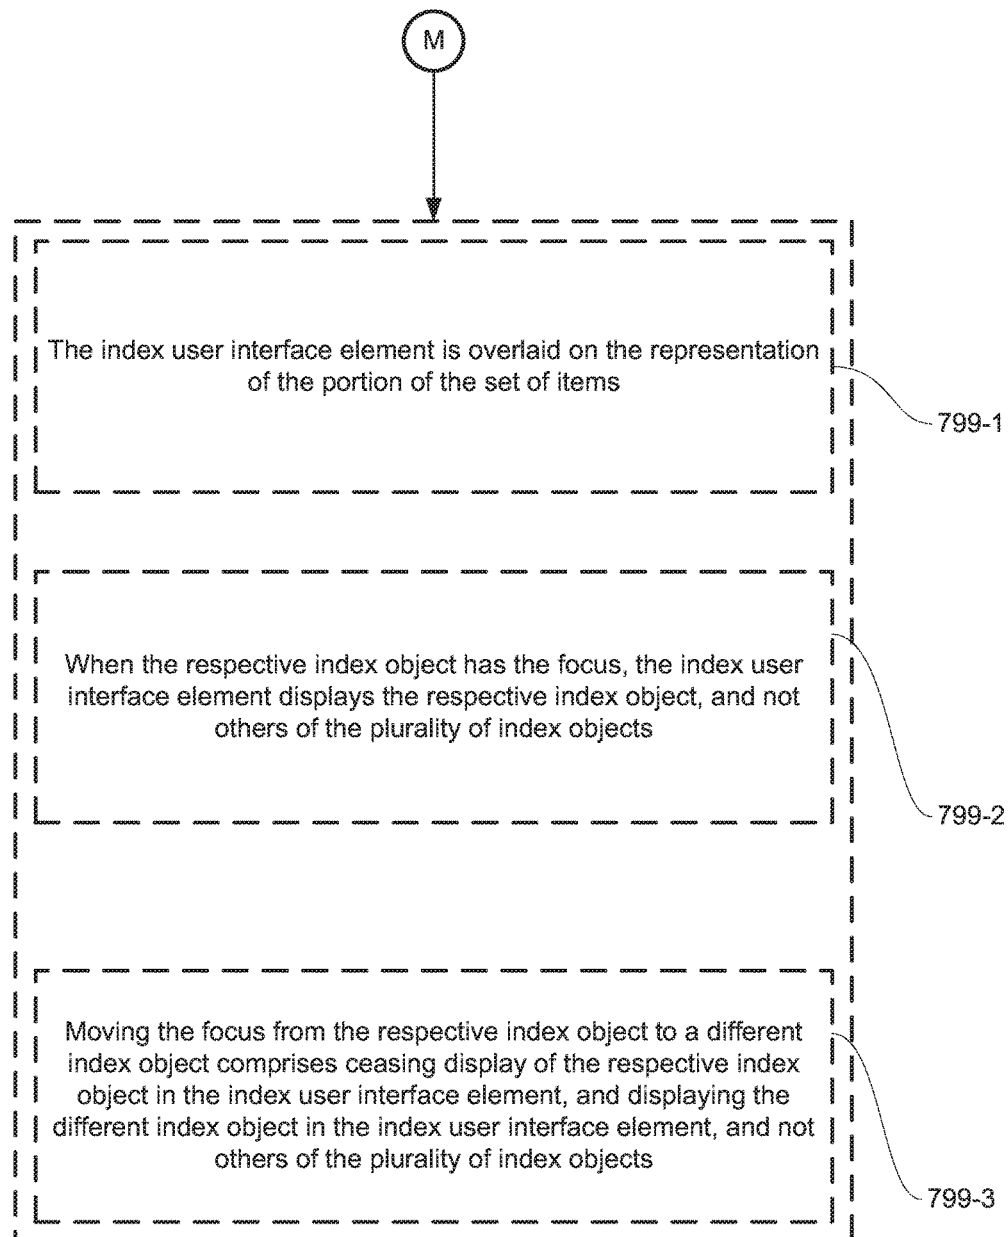 M
The index user interface element is overlaid on the representation
of the portion of the set of items
799-1
When the respective index object has the focus, the index user
interface element displays the respective index object, and not
others of the plurality of index objects
799-2
Moving the focus from the respective index object to a different
index object comprises ceasing display of the respective index
object in the index user interface element, and displaying the
different index object in the index user interface element, and not
others of the plurality of index objects
799-3